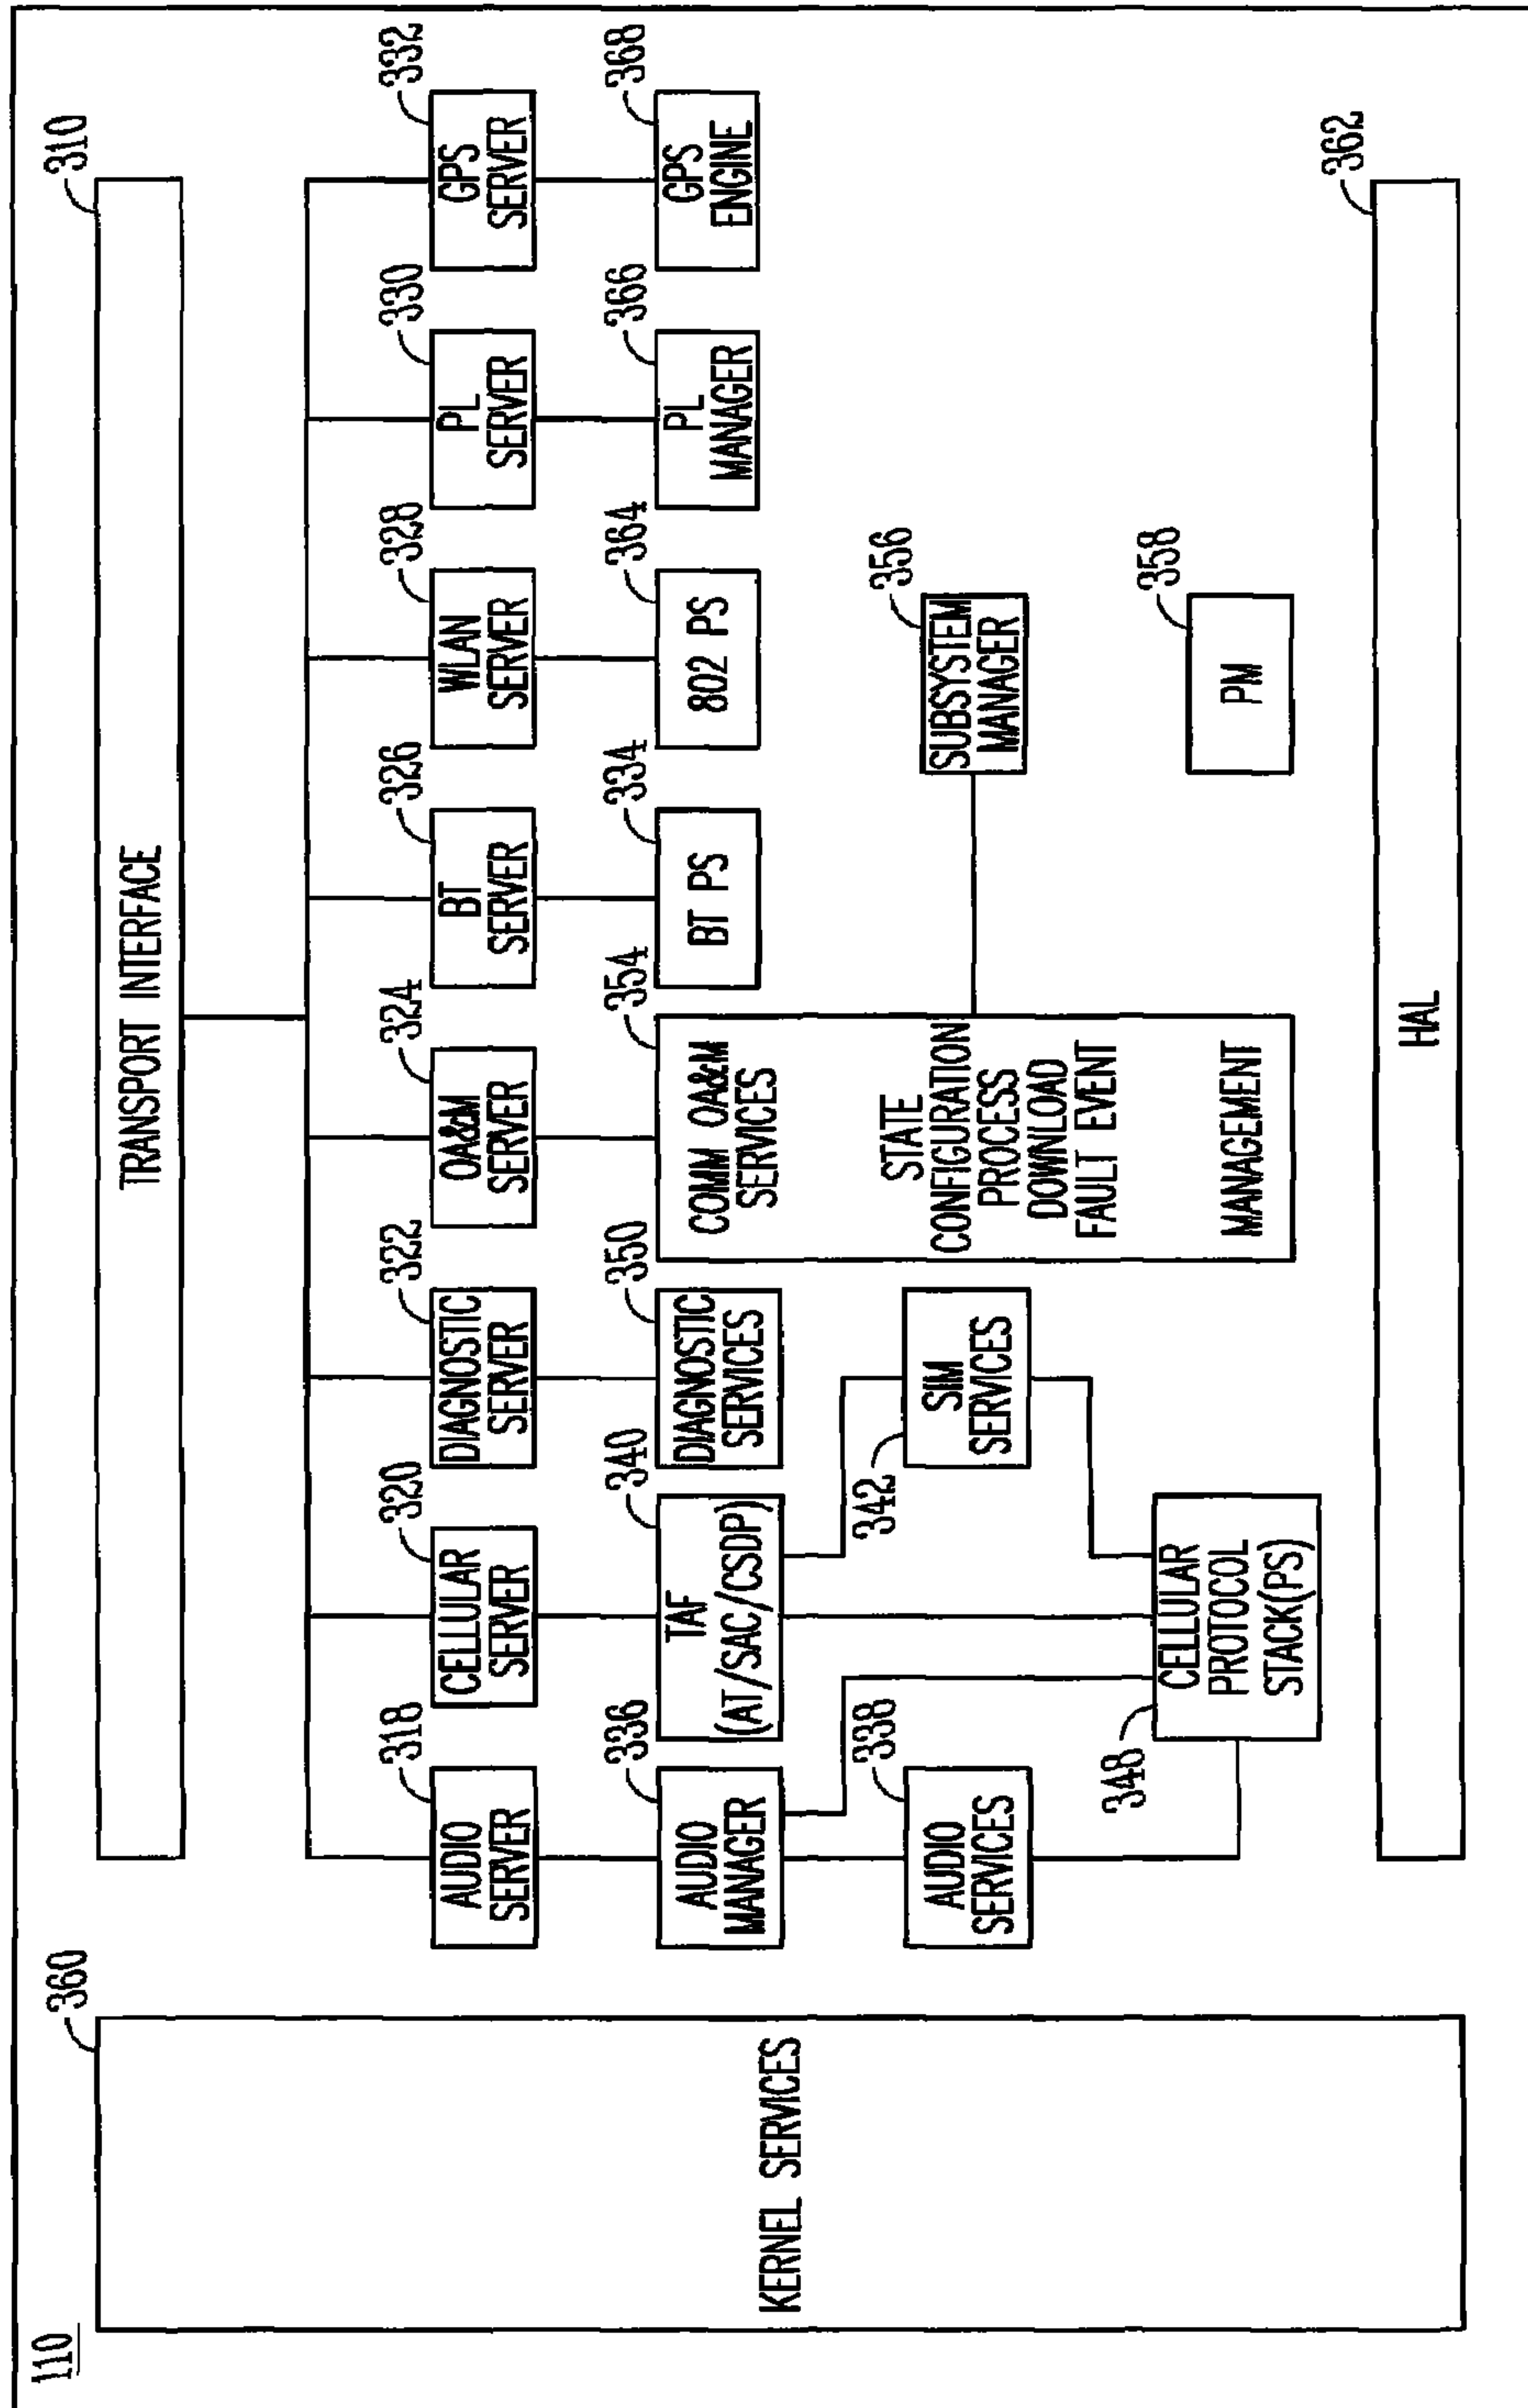 110
360
KERNEL SERVICES
310
TRANSPORT INTERFACE
318
AUDIO
SERVER
320
CELLULAR
SERVER
322
DIAGNOSTIC
SERVER
324
OA&M
SERVER
326
BT
SERVER
328
WLAN
SERVER
330
PL
SERVER
332
GPS
SERVER
336
AUDIO
MANAGER
340
TAF
(AT/SAC/CSDP)
350
DIAGNOSTIC
SERVICES
354
COMM OA&M
SERVICES
STATE
CONFIGURATION
PROCESS
DOWNLOAD
FAULT EVENT
MANAGEMENT
334
BT PS
364
802 PS
366
PL
MANAGER
368
GPS
ENGINE
338
AUDIO
SERVICES
342
SIM
SERVICES
356
SUBSYSTEM
MANAGER
348
CELLULAR
PROTOCOL
STACK(PS)
358
PM
362
HAL